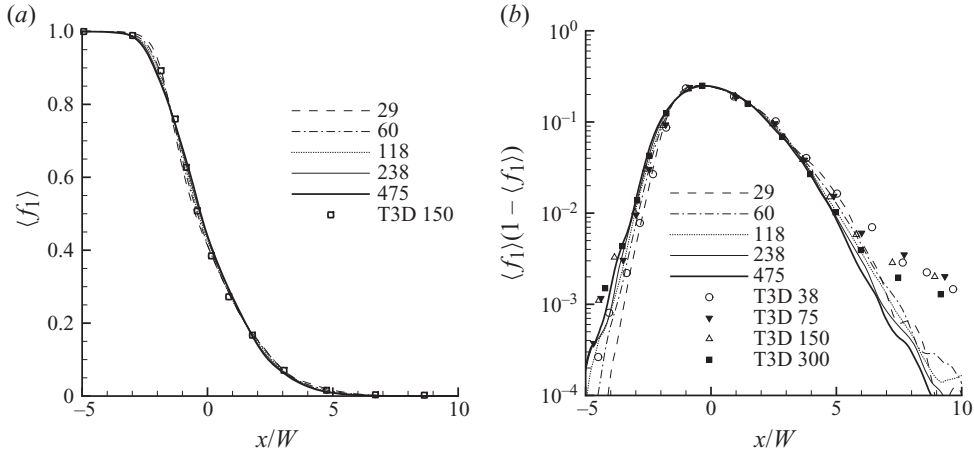 (a)
1.0
0.8
0.6
0.4
0.2
0
⟨f1⟩
29
60
118
238
475
T3D 150
−5
0
5
10
x/W
(b)
10^0
10^−1
10^−2
10^−3
10^−4
⟨f1⟩(1 − ⟨f1⟩)
29
60
118
238
475
T3D 38
T3D 75
T3D 150
T3D 300
−5
0
5
10
x/W